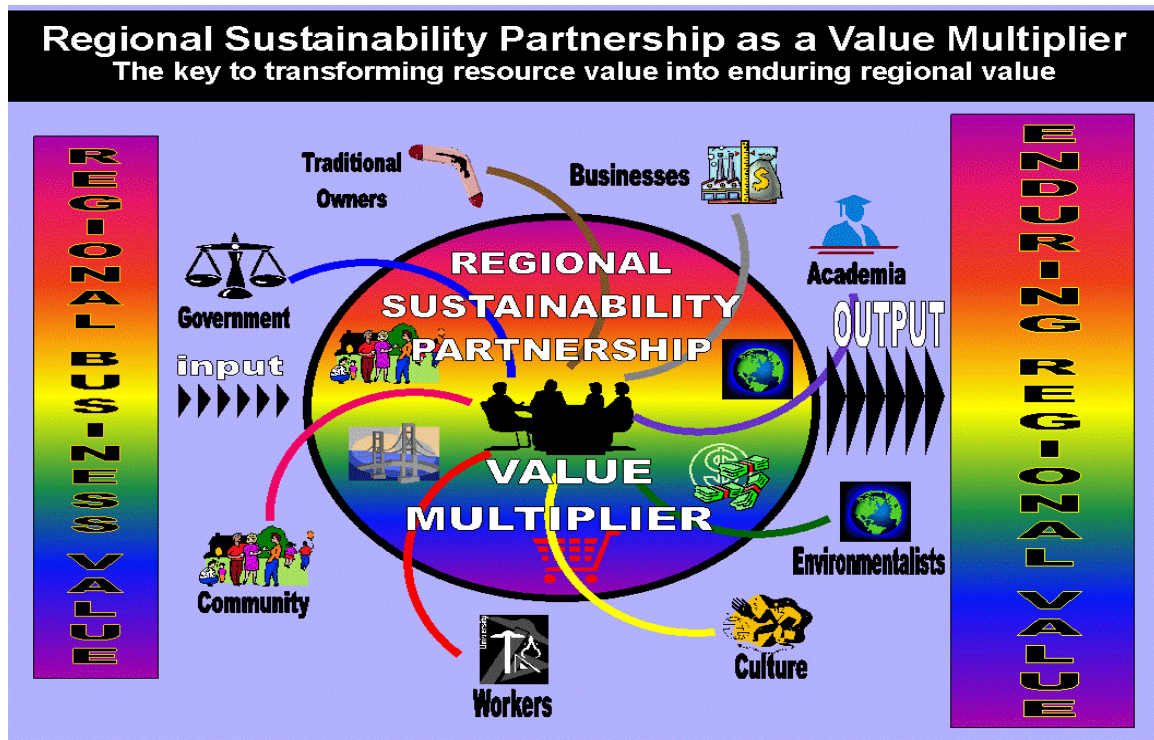 Regional Sustainability Partnership as a Value Multiplier
The key to transforming resource value into enduring regional value
REGIONAL BUSINESS VALUE
Traditional
Owners
Businesses
Academia
Government
input
REGIONAL
SUSTAINABILITY
PARTNERSHIP
OUTPUT
VALUE
MULTIPLIER
$
$
Community
University
Workers
Culture
Environmentalists
ENDURING REGIONAL VALUE